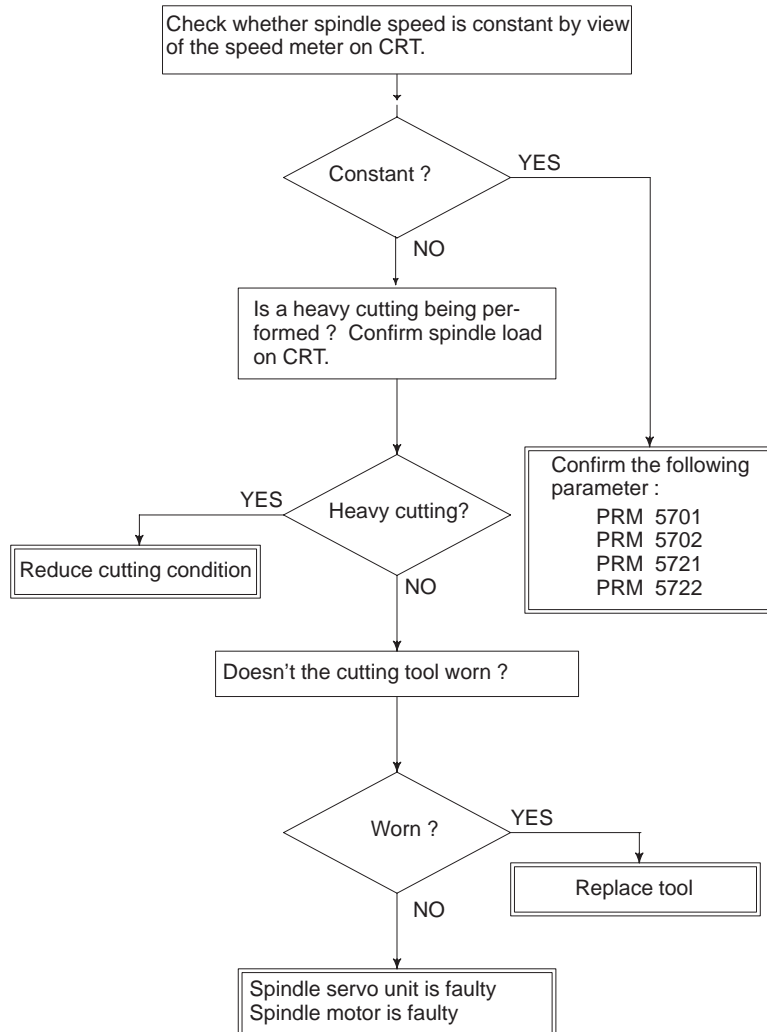 Check whether spindle speed is constant by view
of the speed meter on CRT.
Constant ?
YES
NO
Is a heavy cutting being per-
formed ? Confirm spindle load
on CRT.
Confirm the following
parameter :
PRM 5701
PRM 5702
PRM 5721
PRM 5722
YES
Heavy cutting?
Reduce cutting condition
NO
Doesn't the cutting tool worn ?
Worn ?
YES
Replace tool
NO
Spindle servo unit is faulty
Spindle motor is faulty